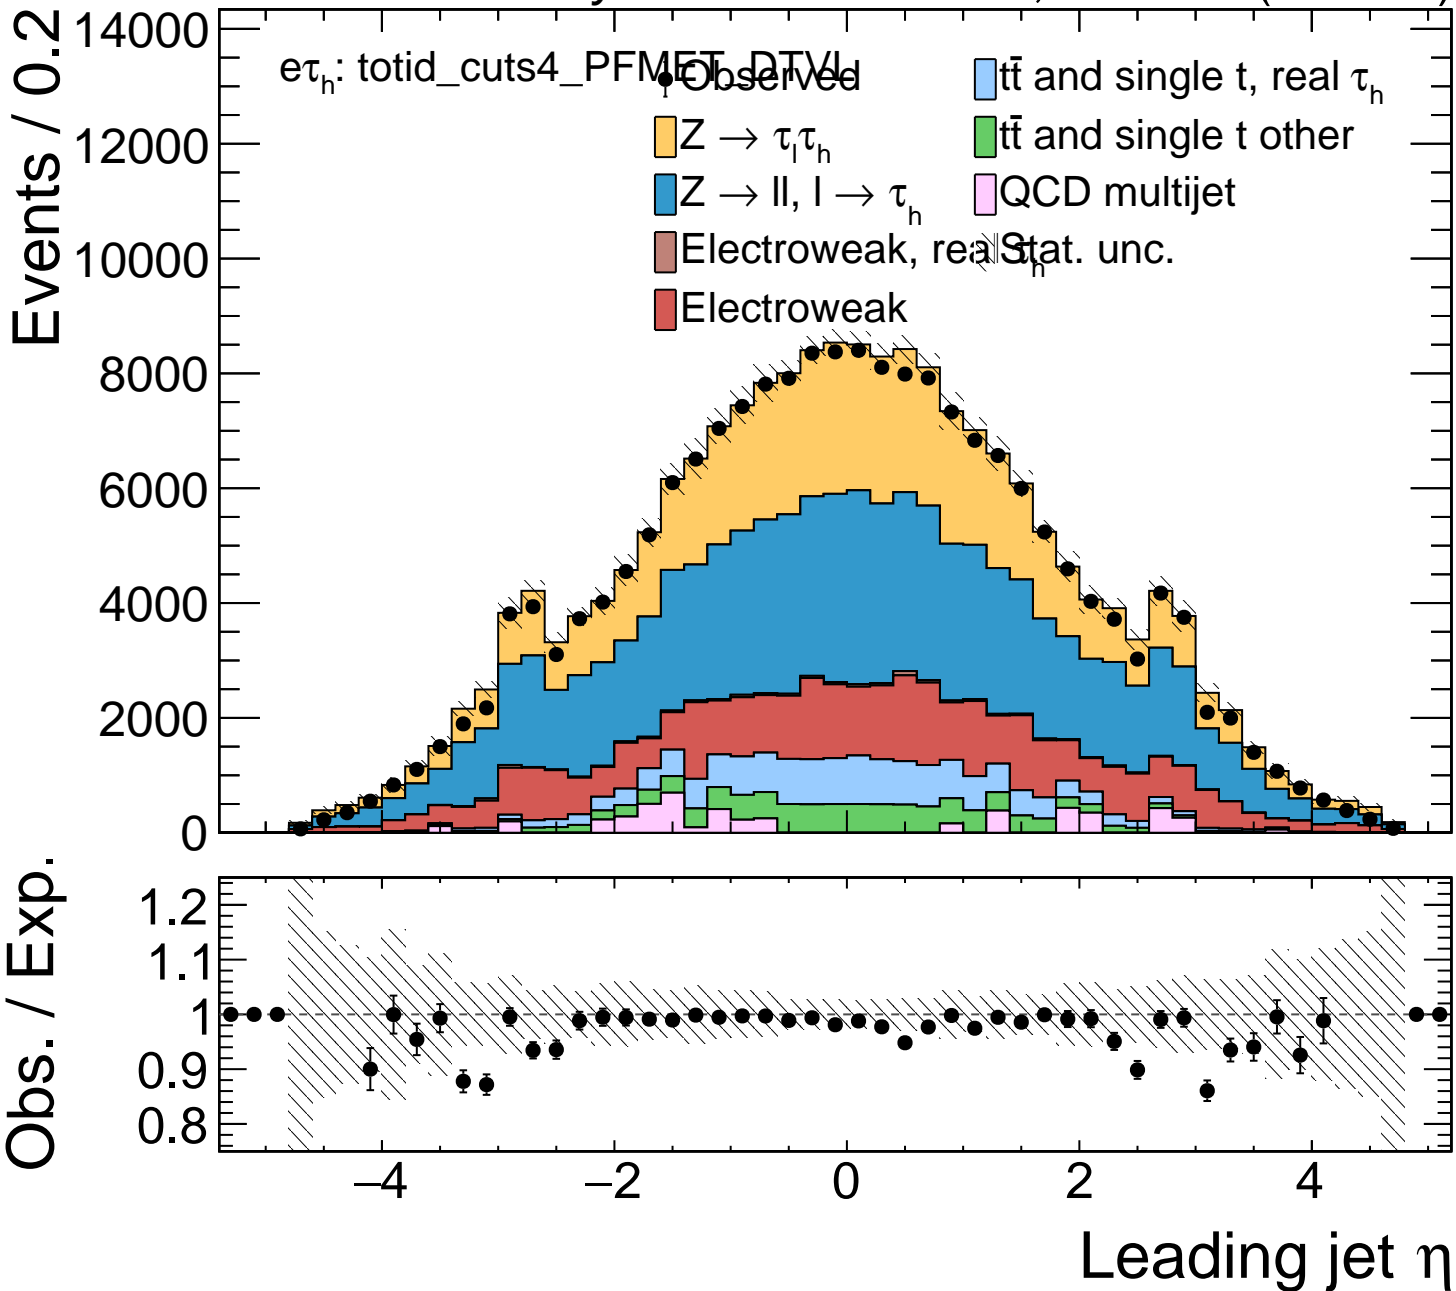 14000
12000
10000
8000
6000
4000
2000
0
Events / 0.2
eτh: totid_cuts4_PFMET_DTVL
Observed
Z → τlτh
Z → ll, l → τh
Electroweak, real τh
Electroweak
tt̄ and single t, real τh
tt̄ and single t other
QCD multijet
Stat. unc.
Obs. / Exp.
1.2
1.1
1
0.9
0.8
−4 −2 0 2 4
Leading jet η